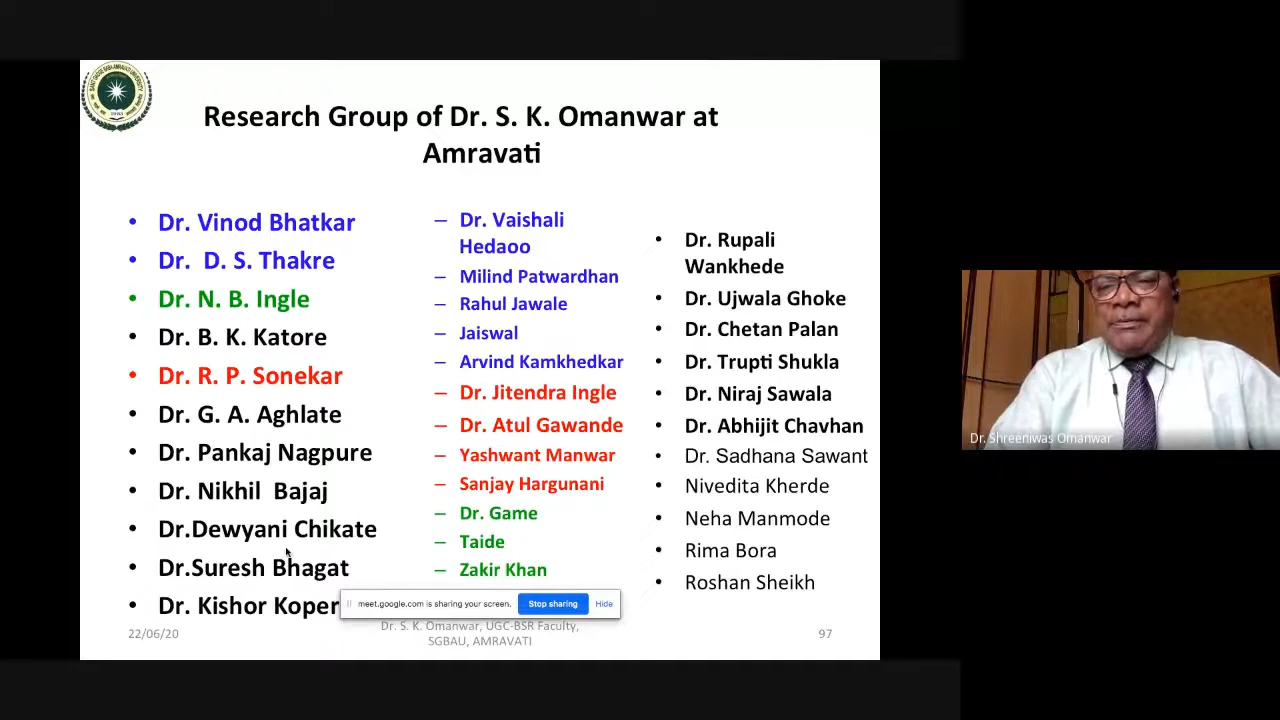 Research Group of Dr. S. K. Omanwar at
Amravati
Dr. Vinod Bhatkar
Dr. D. S. Thakre
Dr. N. B. Ingle
Dr. B. K. Katore
Dr. R. P. Sonekar
Dr. G. A. Aghlate
Dr. Pankaj Nagpure
Dr. Nikhil Bajaj
Dr.Dewyani Chikate
Dr.Suresh Bhagat
Dr. Kishor Koper
Dr. Vaishali
Hedaoo
Milind Patwardhan
Rahul Jawale
Jaiswal
Arvind Kamkhedkar
Dr. Jitendra Ingle
Dr. Atul Gawande
Yashwant Manwar
Sanjay Hargunani
Dr. Game
Taide
Zakir Khan
Dr. Rupali
Wankhede
Dr. Ujwala Ghoke
Dr. Chetan Palan
Dr. Trupti Shukla
Dr. Niraj Sawala
Dr. Abhijit Chavhan
Dr. Sadhana Sawant
Nivedita Kherde
Neha Manmode
Rima Bora
Roshan Sheikh
meet.google.com is sharing your screen. Stop sharing Hide
22/06/20
Dr. S. K. Omanwar, UGC-BSR Faculty,
SGBAU, AMRAVATI
97
Dr. Shreeniwas Omanwar